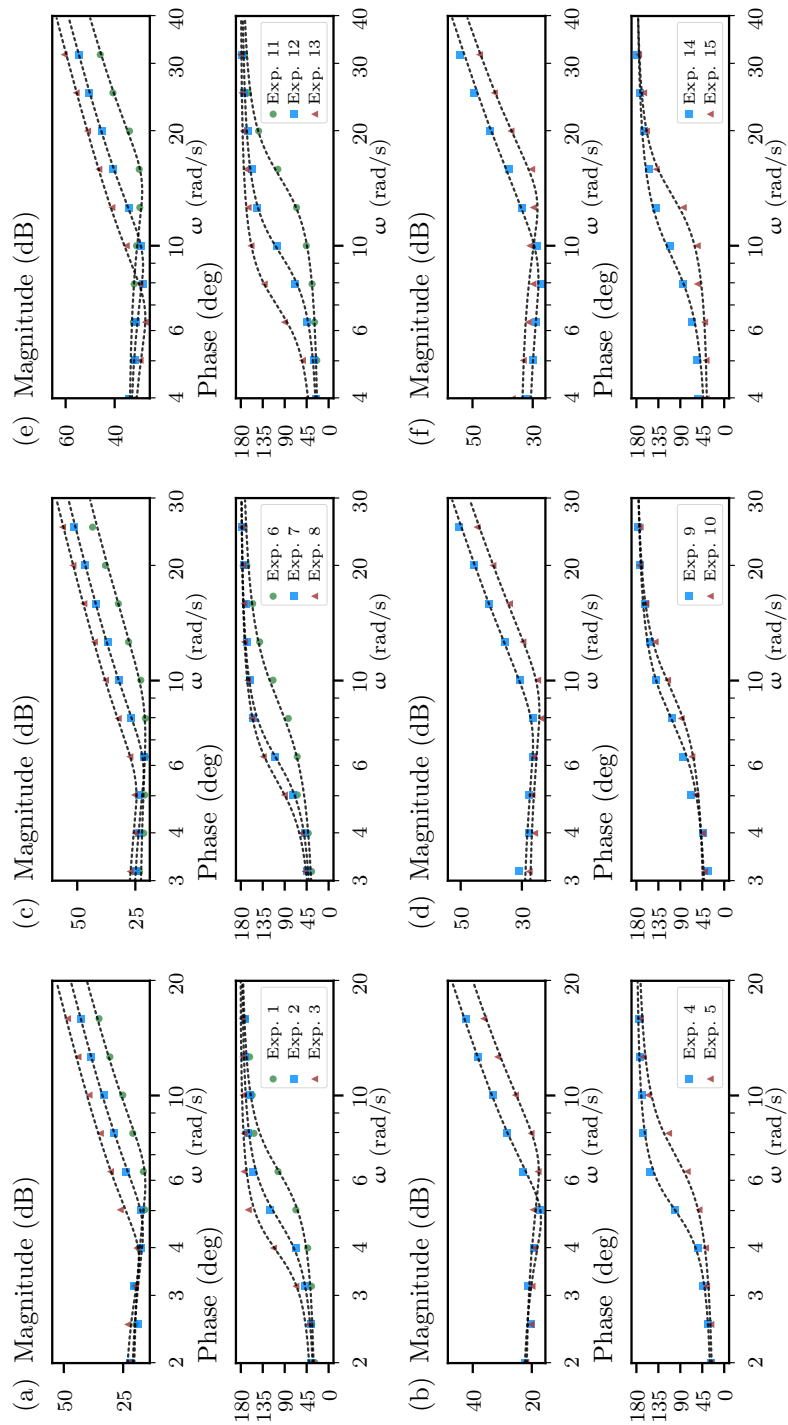 (a) Magnitude (dB)
50
25
Phase (deg)
180
135
90
45
0
Exp. 1
Exp. 2
Exp. 3
2 3 4 6 10 20
ω (rad/s)
2 3 4 6 10 20
ω (rad/s)
(c) Magnitude (dB)
50
25
3 4 6 10 20 30
ω (rad/s)
Phase (deg)
180
135
90
45
0
Exp. 6
Exp. 7
Exp. 8
3 4 6 10 20 30
ω (rad/s)
(e) Magnitude (dB)
60
40
4 6 10 20 30 40
ω (rad/s)
Phase (deg)
180
135
90
45
0
Exp. 11
Exp. 12
Exp. 13
4 6 10 20 30 40
ω (rad/s)
(b) Magnitude (dB)
40
20
2 3 4 6 10 20
ω (rad/s)
Phase (deg)
180
135
90
45
0
Exp. 4
Exp. 5
2 3 4 6 10 20
ω (rad/s)
(d) Magnitude (dB)
50
30
3 4 6 10 20 30
ω (rad/s)
Phase (deg)
180
135
90
45
0
Exp. 9
Exp. 10
3 4 6 10 20 30
ω (rad/s)
(f) Magnitude (dB)
50
30
4 6 10 20 30 40
ω (rad/s)
Phase (deg)
180
135
90
45
0
Exp. 14
Exp. 15
4 6 10 20 30 40
ω (rad/s)